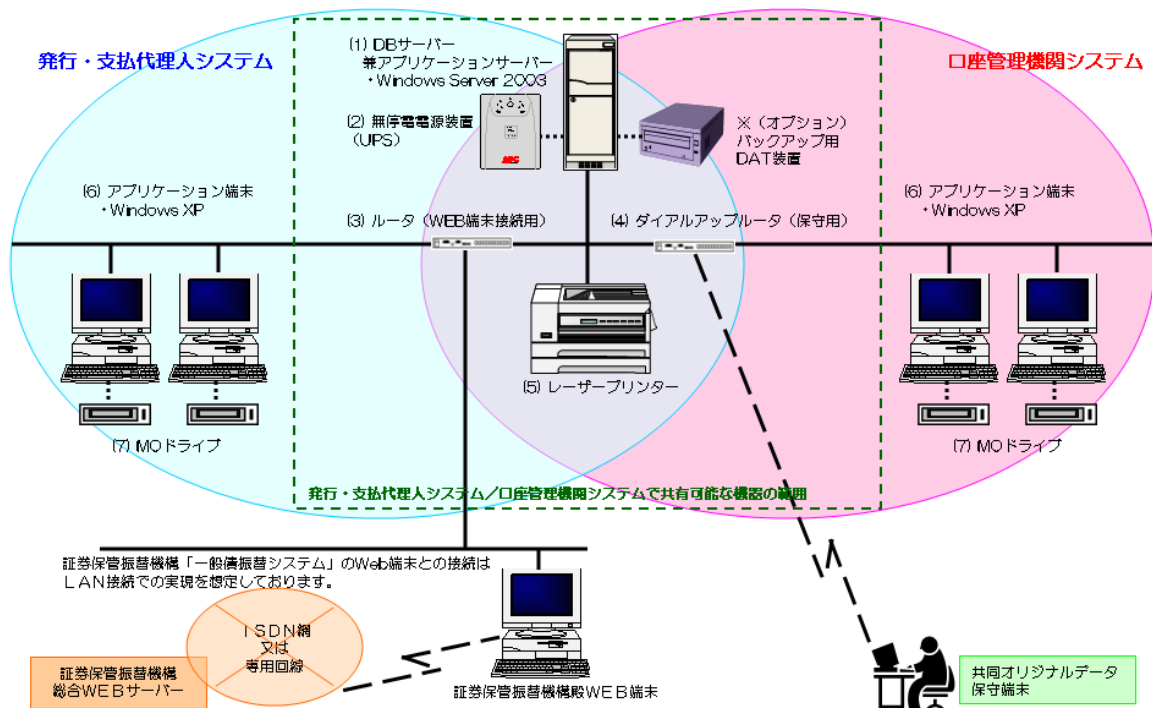 発行・支払代理人システム
口座管理機関システム
(1) DBサーバー
兼アプリケーションサーバー
・Windows Server 2003
(2) 無停電電源装置
(UPS)
※（オプション）
バックアップ用
DAT装置
(6) アプリケーション端末
・Windows XP
(3) ルータ（WEB端末接続用）
(4) ダイアルアップルータ（保守用）
(6) アプリケーション端末
・Windows XP
(5) レーザープリンター
(7) MOドライブ
(7) MOドライブ
発行・支払代理人システム／口座管理機関システムで共有可能な機器の範囲
証券保管振替機構「一般債振替システム」のWeb端末との接続は
ＬＡＮ接続での実現を想定しております。
ＩＳＤＮ網
又は
専用回線
証券保管振替機構
総合ＷＥＢサーバー
証券保管振替機構殿WEB端末
共同オリジナルデータ
保守端末